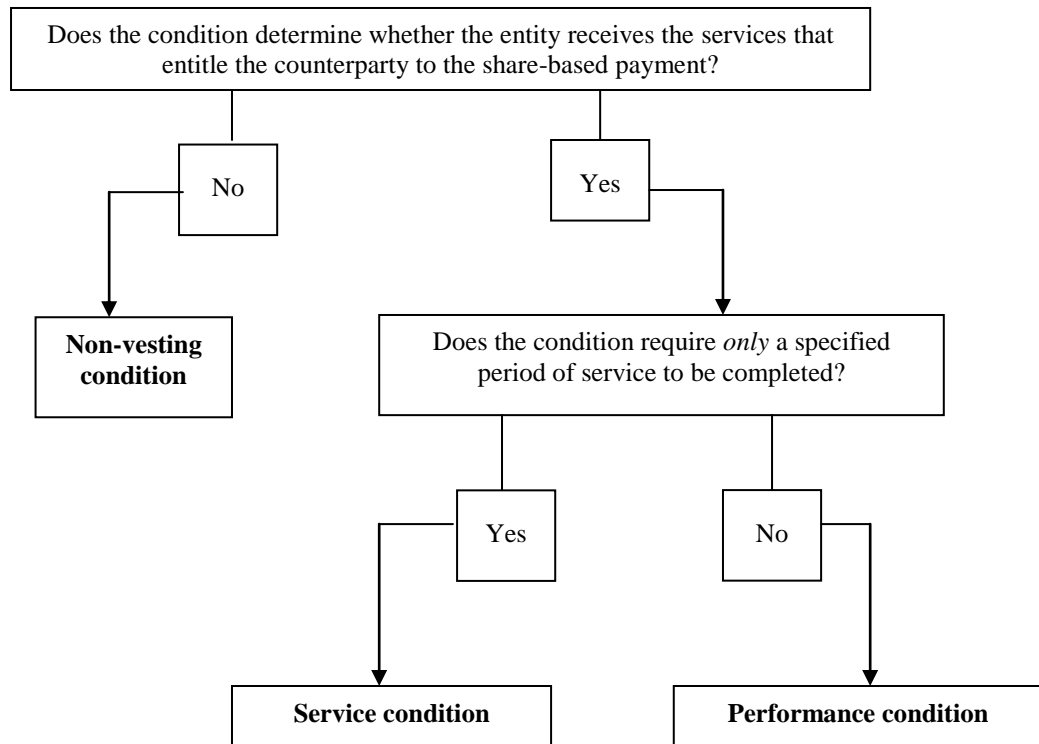 Does the condition determine whether the entity receives the services that
entitle the counterparty to the share-based payment?
No
Yes
Non-vesting
condition
Does the condition require only a specified
period of service to be completed?
Yes
No
Service condition
Performance condition